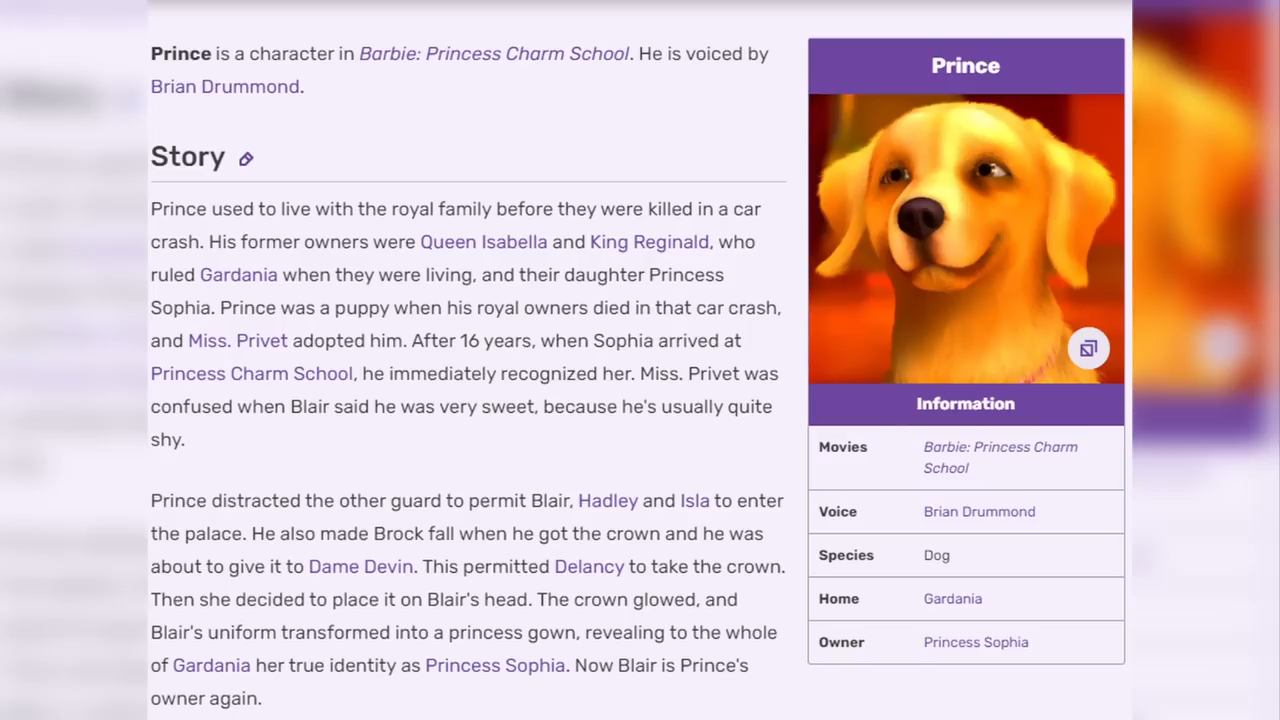 Prince is a character in Barbie: Princess Charm School. He is voiced by
Brian Drummond.
Story
Prince used to live with the royal family before they were killed in a car
crash. His former owners were Queen Isabella and King Reginald, who
ruled Gardania when they were living, and their daughter Princess
Sophia. Prince was a puppy when his royal owners died in that car crash,
and Miss. Privet adopted him. After 16 years, when Sophia arrived at
Princess Charm School, he immediately recognized her. Miss. Privet was
confused when Blair said he was very sweet, because he's usually quite
shy.
Prince distracted the other guard to permit Blair, Hadley and Isla to enter
the palace. He also made Brock fall when he got the crown and he was
about to give it to Dame Devin. This permitted Delancy to take the crown.
Then she decided to place it on Blair's head. The crown glowed, and
Blair's uniform transformed into a princess gown, revealing to the whole
of Gardania her true identity as Princess Sophia. Now Blair is Prince's
owner again.
Prince
Information
Movies Barbie: Princess Charm
School
Voice Brian Drummond
Species Dog
Home Gardania
Owner Princess Sophia